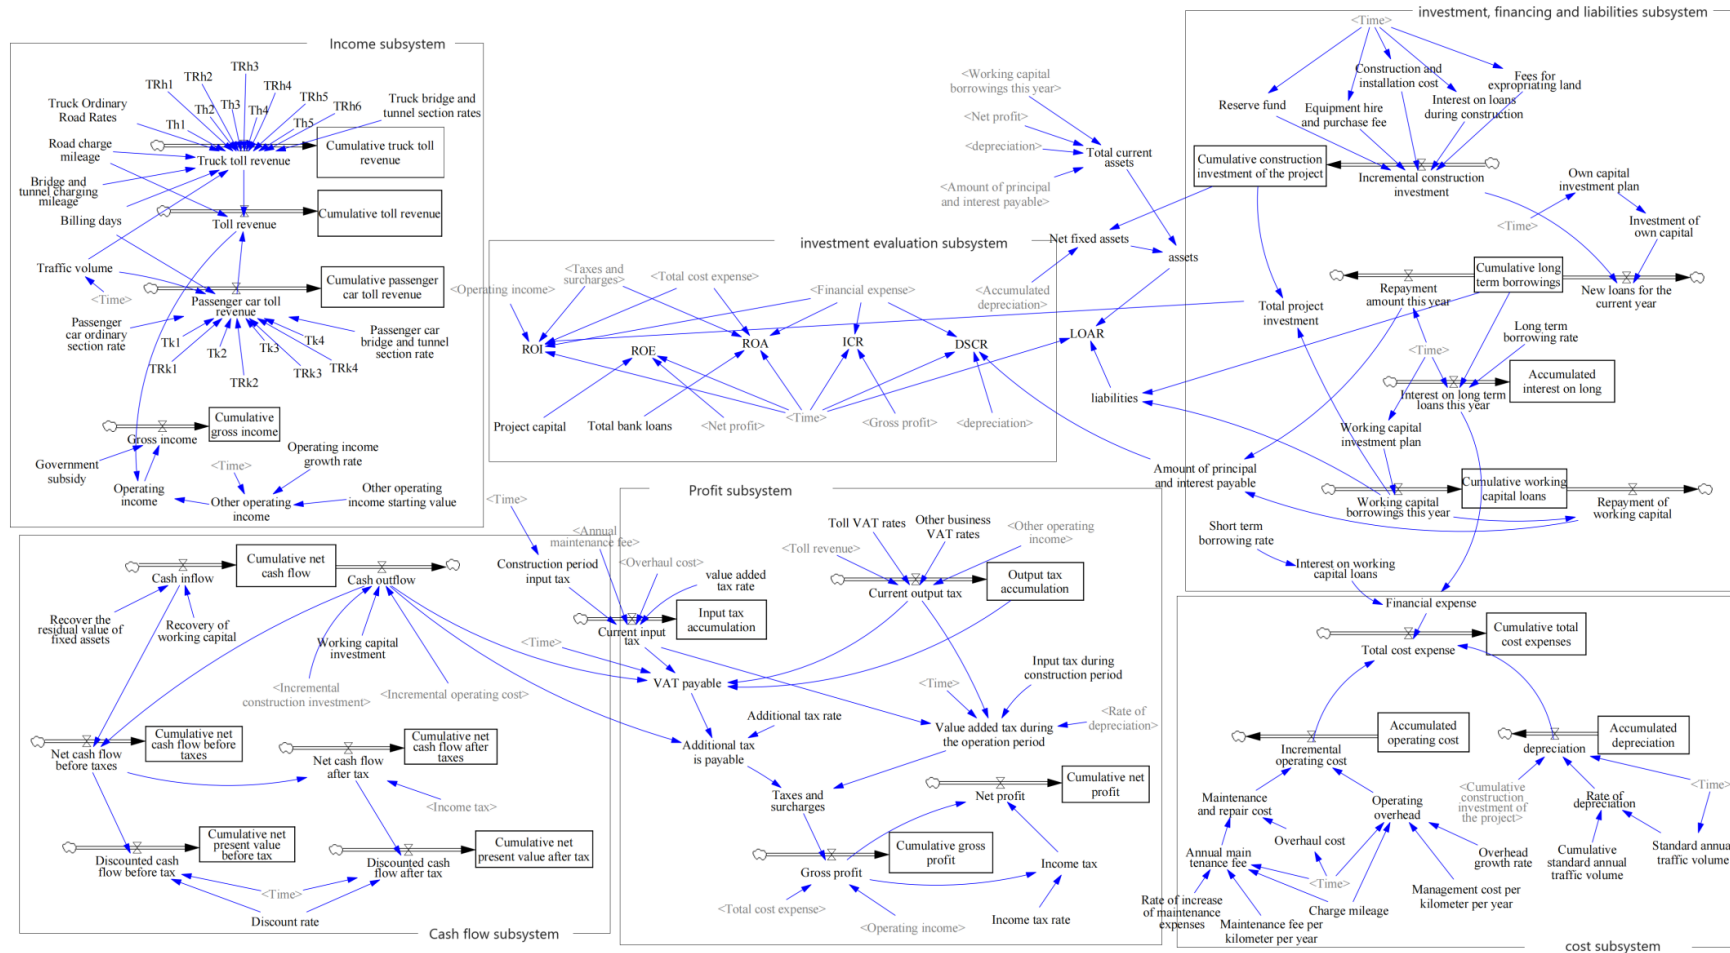 Income subsystem
TRh3
TRh2
TRh4
TRh1
TRh5
Th3
Th2
Th4
TRh6
Th1
Th5
Truck Ordinary
Road Rates
Truck bridge and
tunnel section rates
Cumulative truck toll
revenue
Road charge
mileage
Truck toll revenue
Bridge and
tunnel charging
mileage
Billing days
Cumulative toll revenue
Toll revenue
Traffic volume
<Time>
Cumulative passenger
car toll revenue
Passenger car toll
revenue
Passenger
car ordinary
section rate
Tk1
Tk2
Tk3
Tk4
TRk1
TRk2
TRk3
TRk4
Passenger car
bridge and tunnel
section rate
Cumulative
gross income
Gross income
Government
subsidy
<Time>
Operating income
growth rate
Operating
income
Other operating
income
Other operating
income starting value
investment evaluation subsystem
<Operating income>
<Taxes and
surcharges>
<Total cost expense>
<Financial expense>
<Accumulated
depreciation>
ROI
ROE
ROA
ICR
DSCR
LOAR
Project capital
Total bank loans
<Net profit>
<Time>
<Gross profit>
<depreciation>
<Working capital
borrowings this year>
<Net profit>
<depreciation>
<Amount of principal
and interest payable>
Total current
assets
Net fixed assets
assets
liabilities
investment, financing and liabilities subsystem
<Time>
Reserve fund
Equipment hire
and purchase fee
Construction and
installation cost
Interest on loans
during construction
Fees for
expropriating land
Cumulative construction
investment of the project
Incremental construction
investment
Own capital
investment plan
<Time>
Investment of
own capital
Cumulative long
term borrowings
Repayment
amount this year
New loans for the
current year
Total project
investment
Long term
borrowing rate
<Time>
Accumulated
interest on long
Interest on long term
loans this year
Working capital
investment plan
Amount of principal
and interest payable
Cumulative working
capital loans
Working capital
borrowings this year
Repayment of
working capital
Short term
borrowing rate
Interest on working
capital loans
Financial expense
Cumulative total
cost expenses
Total cost expense
Accumulated
operating cost
Incremental
operating cost
Accumulated
depreciation
depreciation
<Cumulative
construction
investment of
the project>
Rate of
depreciation
<Time>
Maintenance
and repair cost
Operating
overhead
Overhaul cost
Annual main
tenance fee
<Time>
Overhead
growth rate
Cumulative
standard annual
traffic volume
Standard annual
traffic volume
Rate of increase
of maintenance
expenses
Maintenance fee per
kilometer per year
Charge mileage
Management cost per
kilometer per year
cost subsystem
Cumulative net
cash flow
Cash inflow
Cash outflow
Recover the
residual value of
fixed assets
Recovery of
working capital
Working capital
investment
<Incremental
construction investment>
<Incremental operating cost>
Cumulative net
cash flow before
taxes
Net cash flow
before taxes
Cumulative net
cash flow after
taxes
Net cash flow
after tax
<Income tax>
Cumulative net
present value
before tax
Discounted cash
flow before tax
Cumulative net
present value after tax
Discounted cash
flow after tax
<Time>
Discount rate
Cash flow subsystem
Profit subsystem
<Time>
Construction period
input tax
<Annual
maintenance fee>
<Overhaul cost>
value added
tax rate
Input tax
accumulation
Current input
tax
<Time>
Toll VAT rates
Other business
VAT rates
<Toll revenue>
<Other operating
income>
Output tax
accumulation
Current output tax
VAT payable
Input tax during
construction period
<Time>
<Rate of
depreciation>
Additional tax rate
Additional tax
is payable
Value added tax during
the operation period
Taxes and
surcharges
Cumulative net
profit
Net profit
Cumulative gross
profit
Gross profit
Income tax
<Total cost expense>
<Operating income>
Income tax rate